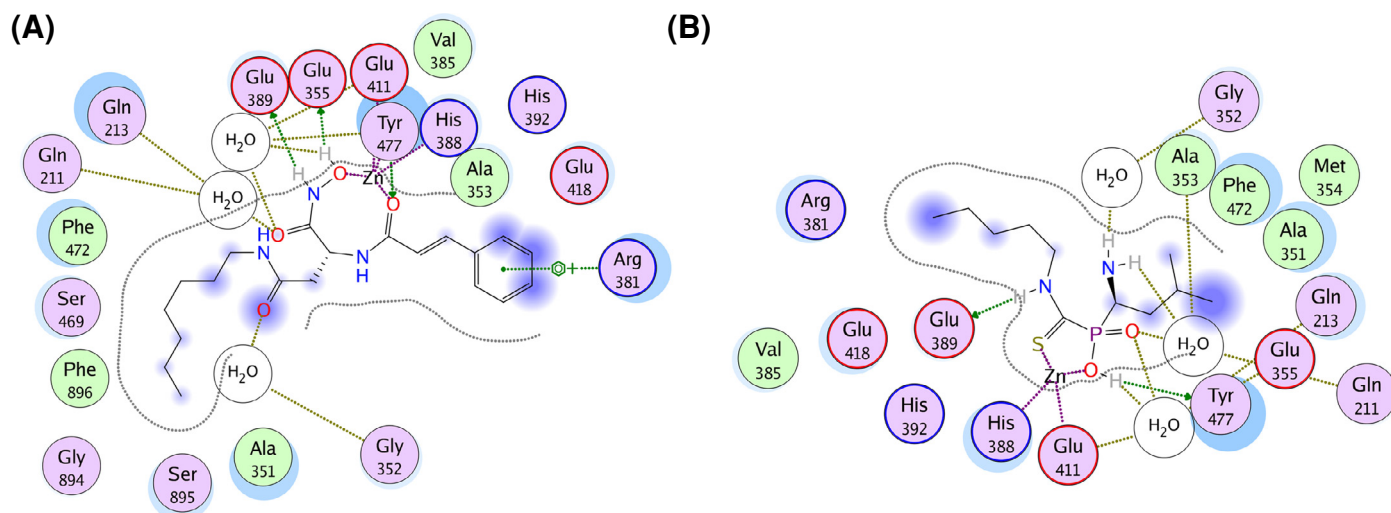 (A)
Glu
389
Glu
355
Glu
411
Val
385
Gln
213
H₂O
Tyr
477
His
388
His
392
Gln
211
H
H
O
Zn
Ala
353
Glu
418
H₂O
N
O
Phe
472
O
H
N
N
H
O
Arg
381
Ser
469
O
H₂O
Phe
896
Gly
894
Ser
895
Ala
351
Gly
352
(B)
Gly
352
H₂O
Ala
353
Phe
472
Met
354
Arg
381
Ala
351
H
N
H
H
N
Gln
213
Glu
389
Glu
418
P
O
H₂O
Glu
355
Val
385
S
Zn
O
H
Tyr
477
Gln
211
His
392
His
388
Glu
411
H₂O